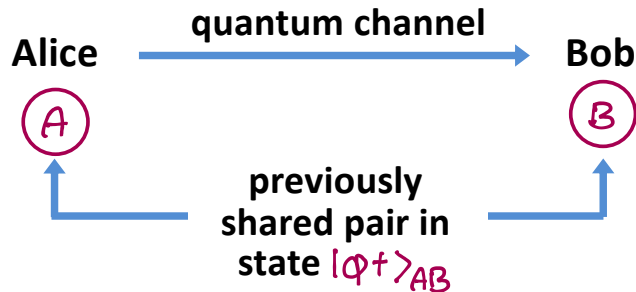 quantum channel
Alice
Bob
A
B
previously
shared pair in
state |φ+⟩AB